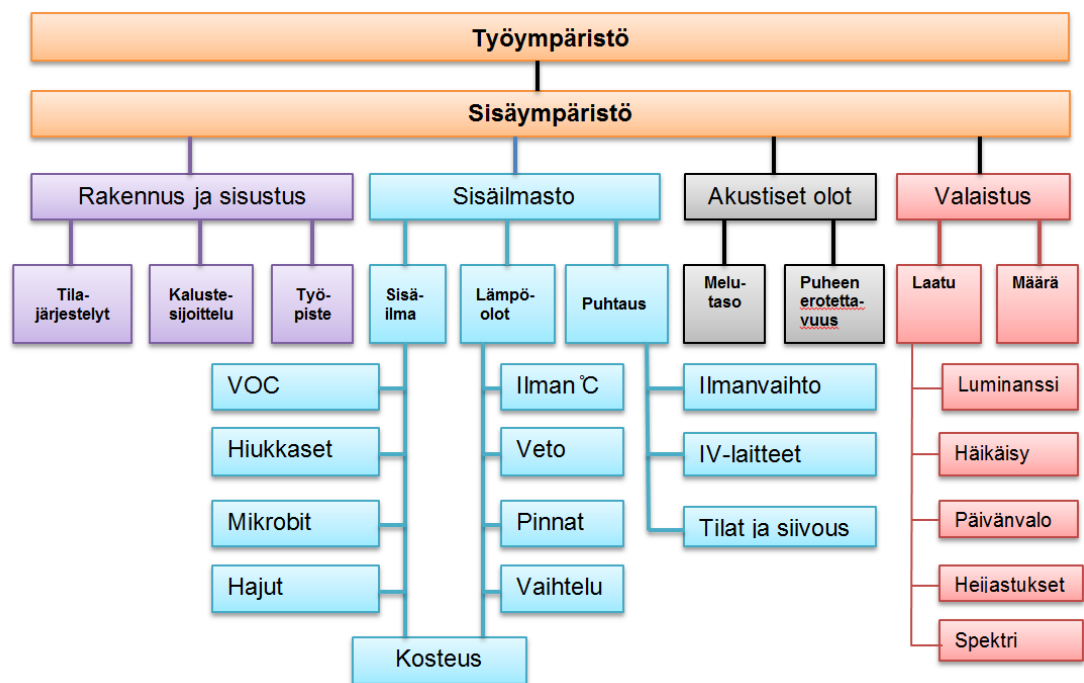 Työympäristö
Sisäympäristö
Rakennus ja sisustus
Sisäilmasto
Akustiset olot
Valaistus
Tila-
järjestelyt
Kaluste-
sijoittelu
Työ-
piste
Sisä-
ilma
Lämpö-
olot
Puhtaus
Melu-
taso
Puheen
erotetta-
vuus
Laatu
Määrä
VOC
Hiukkaset
Mikrobit
Hajut
Ilman °C
Veto
Pinnat
Vaihtelu
Kosteus
Ilmanvaihto
IV-laitteet
Tilat ja siivous
Luminanssi
Häikäisy
Päivänvalo
Heijastukset
Spektri